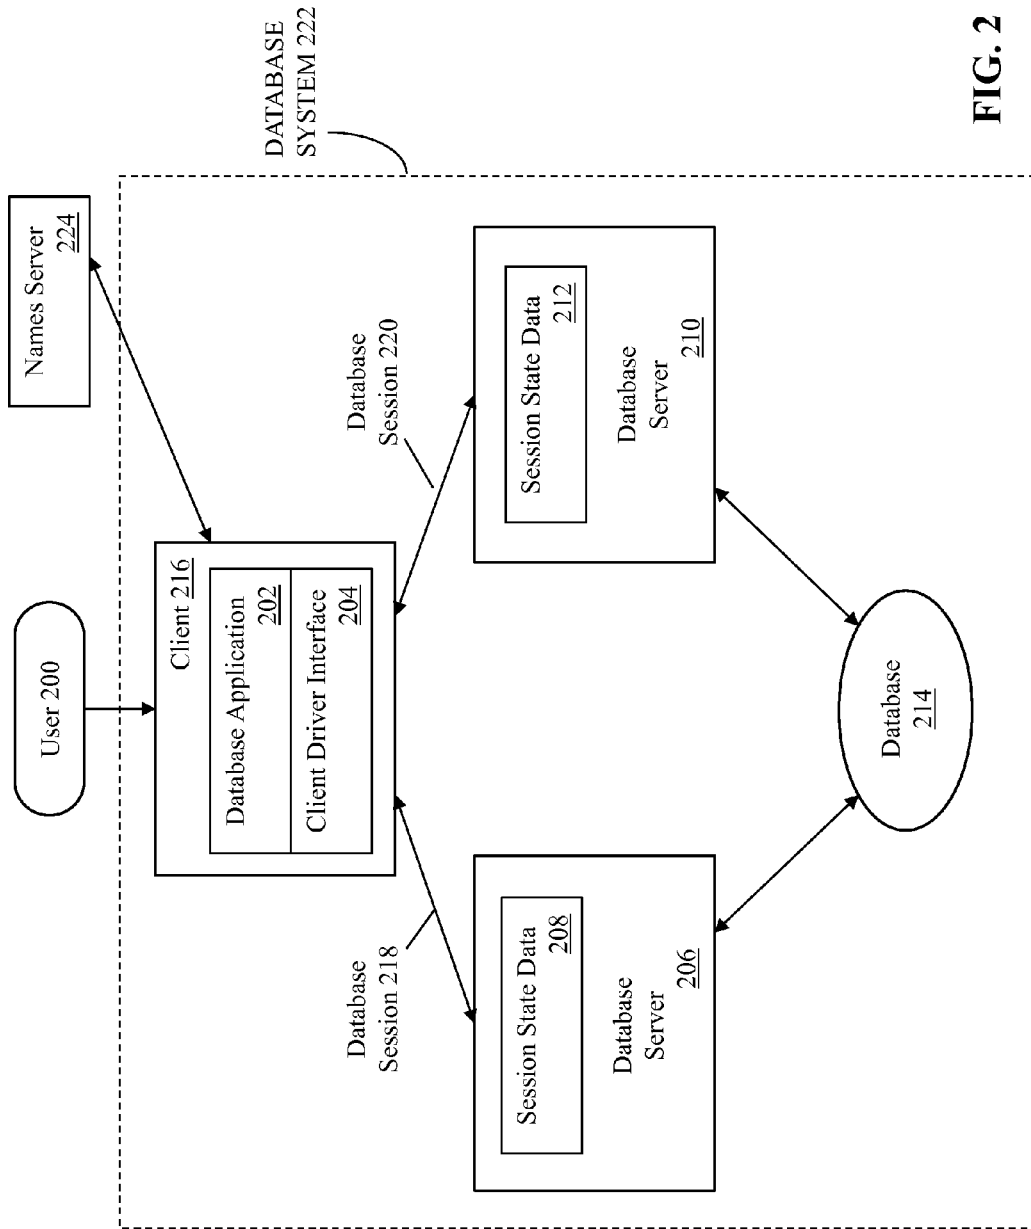 User 200
Names Server
224
DATABASE
SYSTEM 222
Client 216
Database Application
202
Client Driver Interface
204
Database
Session 218
Database
Session 220
Session State Data
208
Database
Server
206
Session State Data
212
Database
Server
210
Database
214
FIG. 2